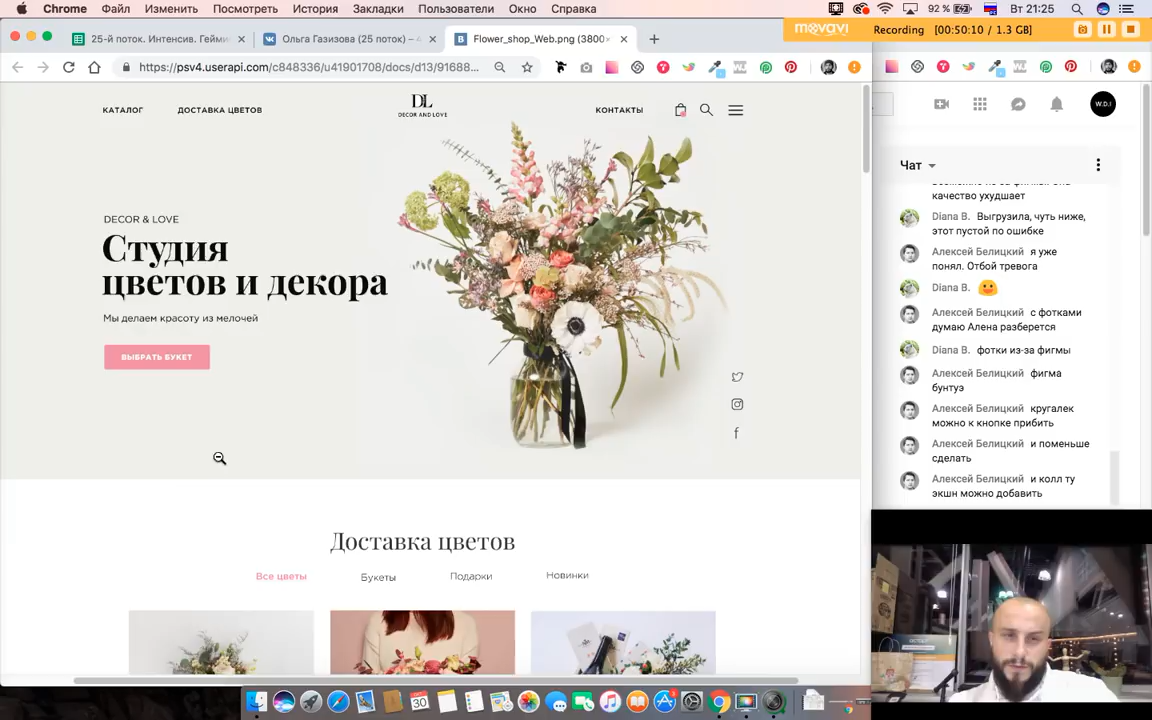 Chrome Файл Изменить Посмотреть История Закладки Пользователи Окно Справка
92 % Вт 21:25
movavi Recording [00:50:10 / 1.3 GB]
25-й поток. Интенсив. Гейми
Ольга Газизова (25 поток) – 
Flower_shop_Web.png (3800×
https://psv4.userapi.com/c848336/u41901708/docs/d13/91688...
КАТАЛОГ
ДОСТАВКА ЦВЕТОВ
DL
DECOR AND LOVE
КОНТАКТЫ
DECOR & LOVE
Студия
цветов и декора
Мы делаем красоту из мелочей
ВЫБРАТЬ БУКЕТ
Доставка цветов
Все цветы
Букеты
Подарки
Новинки
W.D.I
Чат
качество ухудшает
Diana B. Выгрузила, чуть ниже,
этот пустой по ошибке
Алексей Белицкий я уже
понял. Отбой тревога
Diana B.
Алексей Белицкий с фотками
думаю Алена разберется
Diana B. фотки из-за фигмы
Алексей Белицкий фигма
бунтуэ
Алексей Белицкий кругалек
можно к кнопке прибить
Алексей Белицкий и поменьше
сделать
Алексей Белицкий и колл ту
экшн можно добавить
30